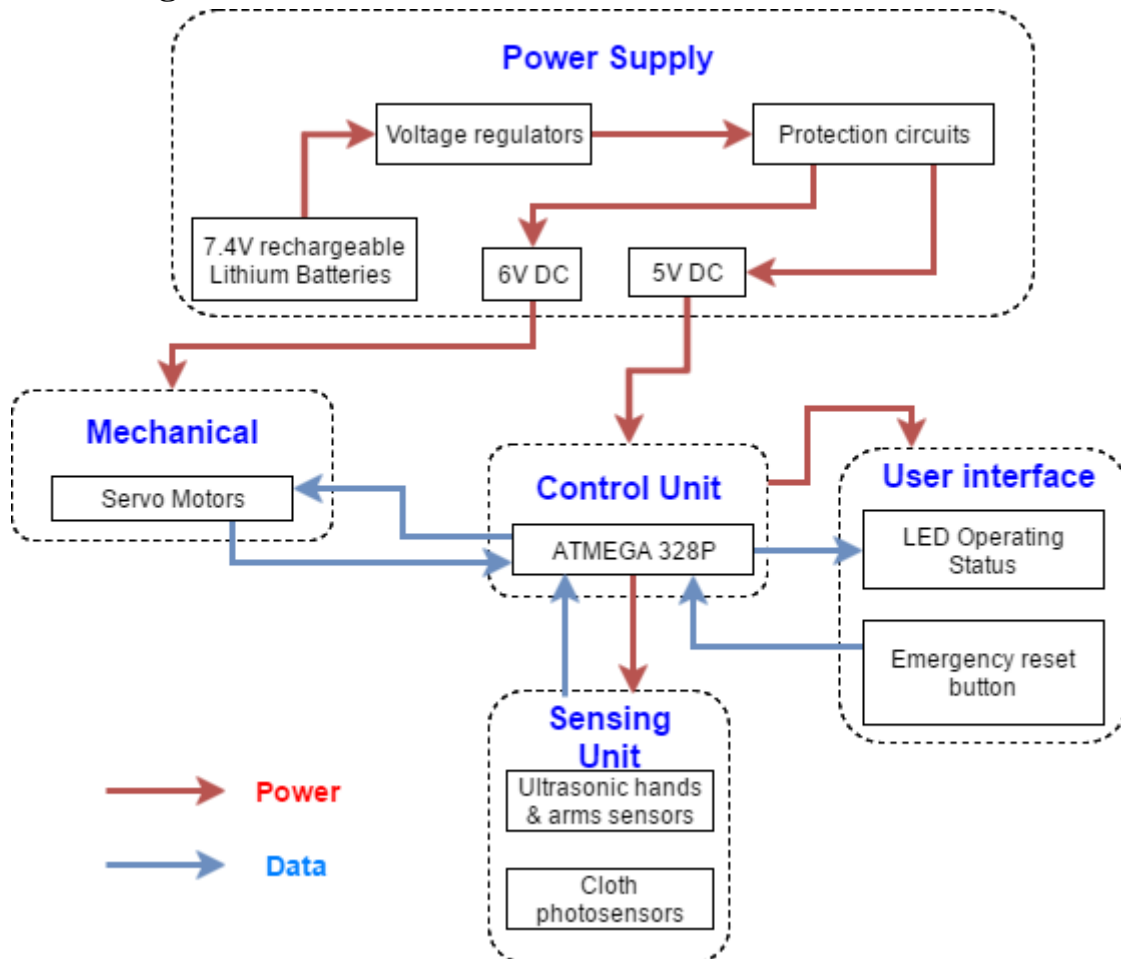 Power Supply
Voltage regulators
Protection circuits
7.4V rechargeable
Lithium Batteries
6V DC
5V DC
Mechanical
Servo Motors
Control Unit
ATMEGA 328P
User interface
LED Operating
Status
Emergency reset
button
Sensing
Unit
Ultrasonic hands
& arms sensors
Cloth
photosensors
Power
Data